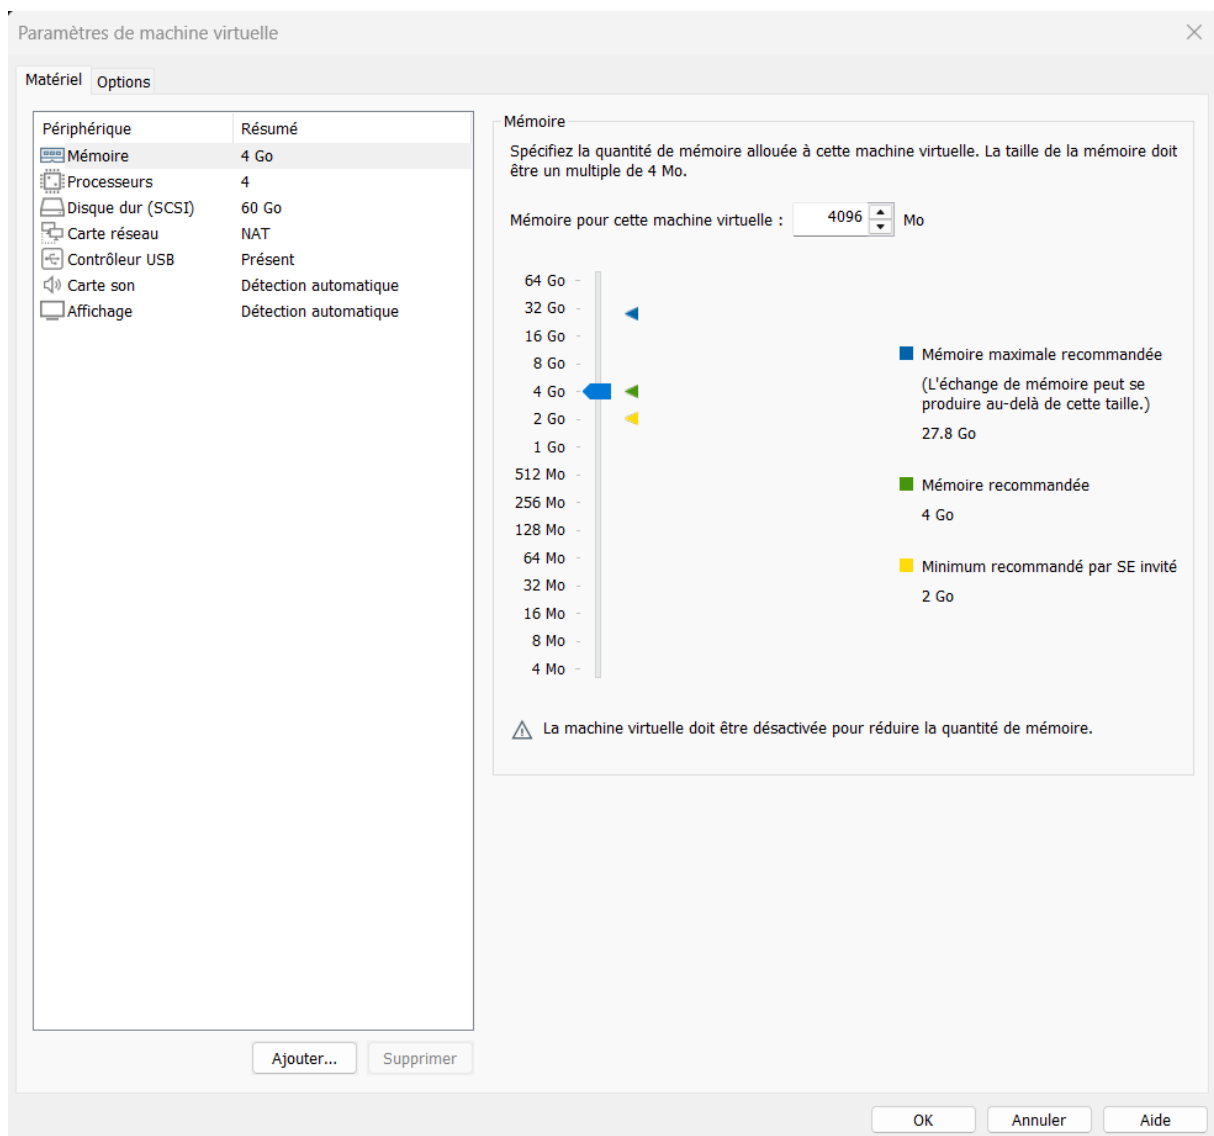 Paramètres de machine virtuelle
Matériel Options
Périphérique Résumé
Mémoire 4 Go
Processeurs 4
Disque dur (SCSI) 60 Go
Carte réseau NAT
Contrôleur USB Présent
Carte son Détection automatique
Affichage Détection automatique
Ajouter... Supprimer
Mémoire
Spécifiez la quantité de mémoire allouée à cette machine virtuelle. La taille de la mémoire doit
être un multiple de 4 Mo.
Mémoire pour cette machine virtuelle : 4096 Mo
64 Go
32 Go
16 Go
8 Go
4 Go
2 Go
1 Go
512 Mo
256 Mo
128 Mo
64 Mo
32 Mo
16 Mo
8 Mo
4 Mo
Mémoire maximale recommandée
(L'échange de mémoire peut se
produire au-delà de cette taille.)
27.8 Go
Mémoire recommandée
4 Go
Minimum recommandé par SE invité
2 Go
La machine virtuelle doit être désactivée pour réduire la quantité de mémoire.
OK Annuler Aide